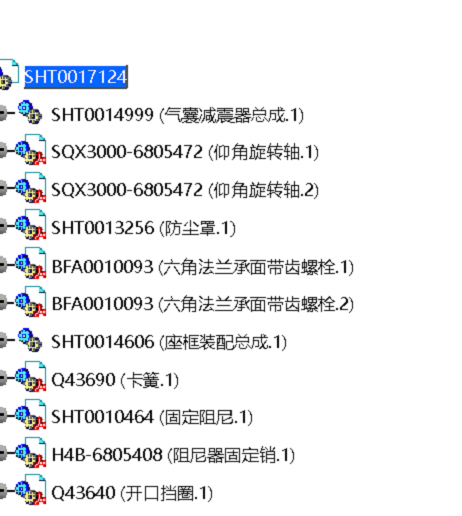 SHT0017124
SHT0014999 (气囊减震器总成.1)
SQX3000-6805472 (仰角旋转轴.1)
SQX3000-6805472 (仰角旋转轴.2)
SHT0013256 (防尘罩.1)
BFA0010093 (六角法兰承面带齿螺栓.1)
BFA0010093 (六角法兰承面带齿螺栓.2)
SHT0014606 (座框装配总成.1)
Q43690 (卡簧.1)
SHT0010464 (固定阻尼.1)
H4B-6805408 (阻尼器固定销.1)
Q43640 (开口挡圈.1)